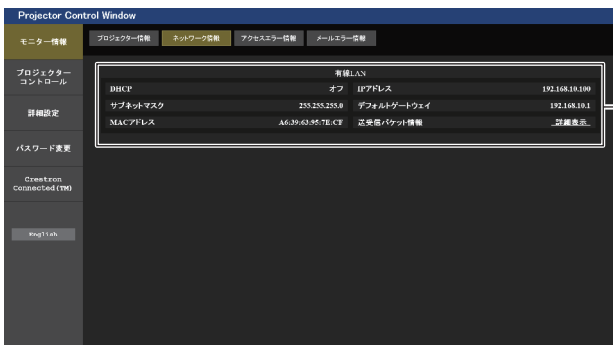 Projector Control Window
モニター情報
プロジェクター情報
ネットワーク情報
アクセスエラー情報
メールエラー情報
プロジェクター
コントロール
詳細設定
パスワード変更
Crestron
Connected(TM)
English
有線LAN
DHCP オフ IPアドレス 192.168.10.100
サブネットマスク 255.255.255.0 デフォルトゲートウェイ 192.168.10.1
MACアドレス A6:39:63:95:7E:CF 送受信パケット情報 詳細表示